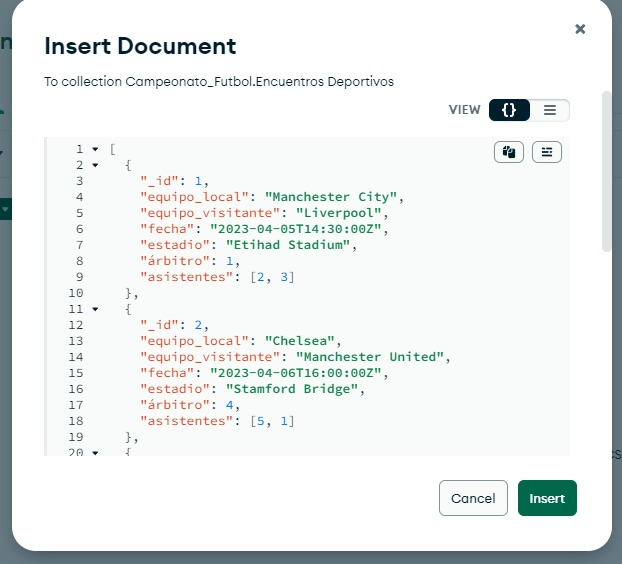 Insert Document
To collection Campeonato_Futbol.Encuentros Deportivos
VIEW {}
1 [
2 {
3 "_id": 1,
4 "equipo_local": "Manchester City",
5 "equipo_visitante": "Liverpool",
6 "fecha": "2023-04-05T14:30:00Z",
7 "estadio": "Etihad Stadium",
8 "árbitro": 1,
9 "asistentes": [2, 3]
10 },
11 {
12 "_id": 2,
13 "equipo_local": "Chelsea",
14 "equipo_visitante": "Manchester United",
15 "fecha": "2023-04-06T16:00:00Z",
16 "estadio": "Stamford Bridge",
17 "árbitro": 4,
18 "asistentes": [5, 1]
19 },
20 {
Cancel Insert